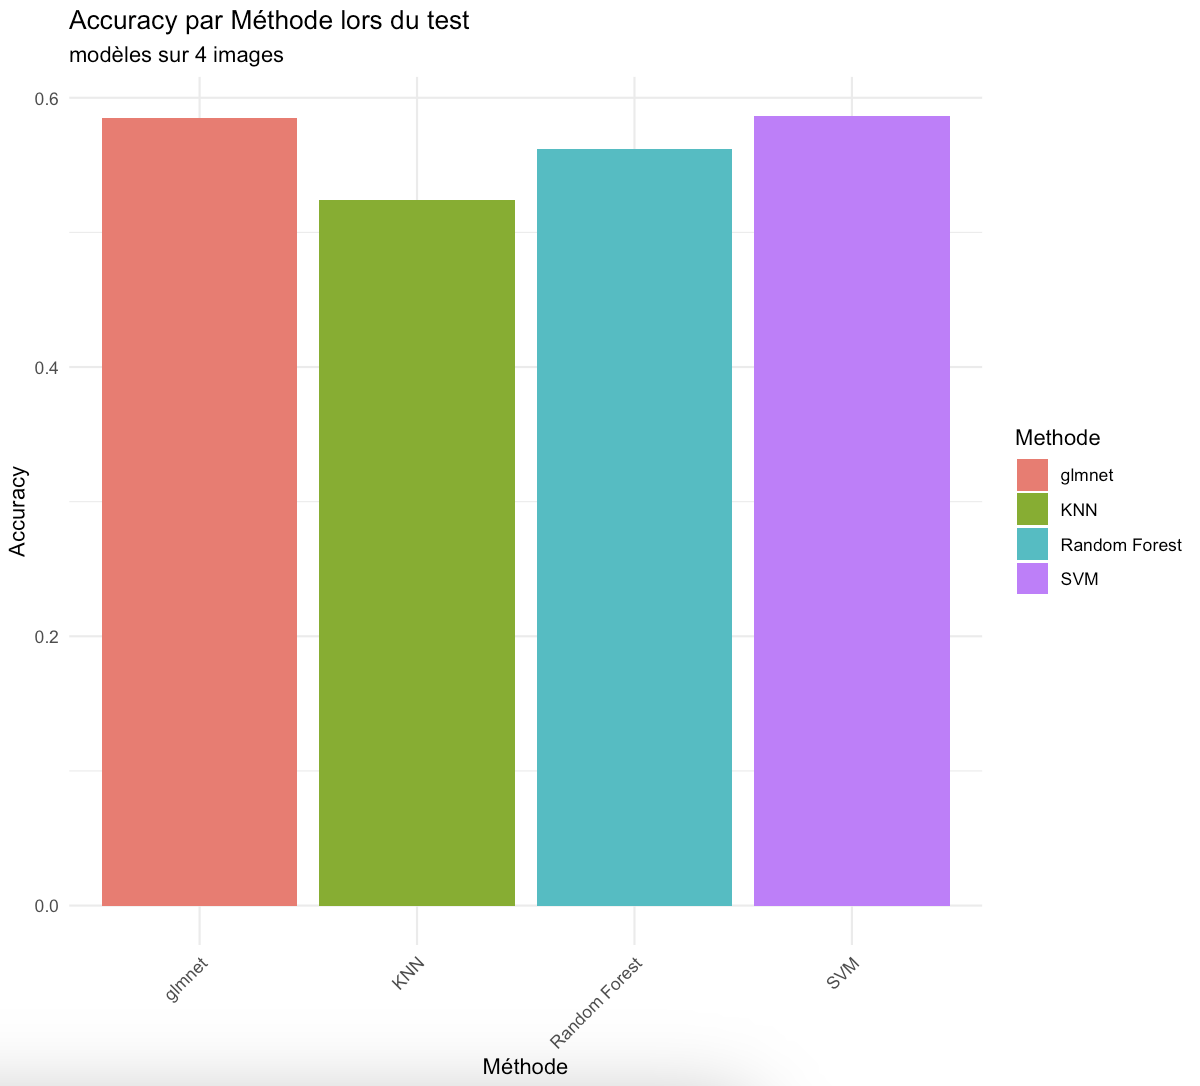 Accuracy par Méthode lors du test
modèles sur 4 images
0.6
0.4
0.2
0.0
Accuracy
glmnet
KNN
Random Forest
SVM
Méthode
Methode
glmnet
KNN
Random Forest
SVM